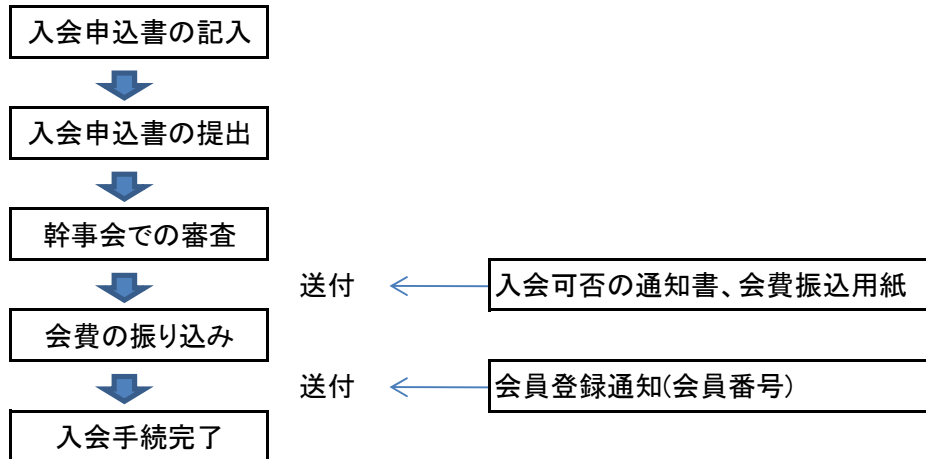 入会申込書の記入
入会申込書の提出
幹事会での審査
送付
入会可否の通知書、会費振込用紙
会費の振り込み
送付
会員登録通知(会員番号)
入会手続完了